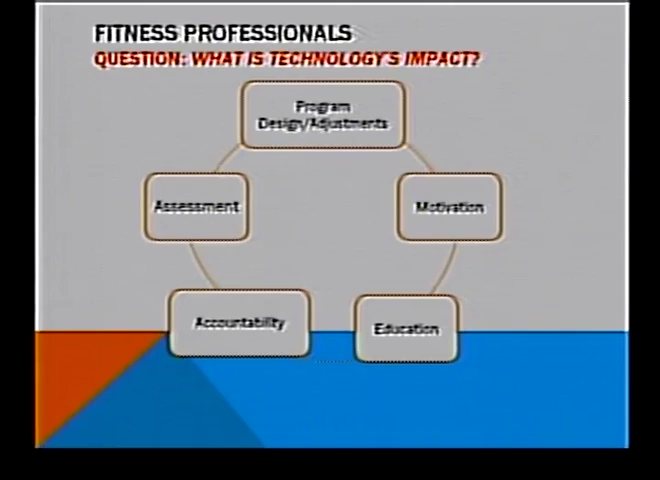 FITNESS PROFESSIONALS
QUESTION: WHAT IS TECHNOLOGY'S IMPACT?
Program
Design/Adjustments
Assessment
Motivation
Accountability
Education